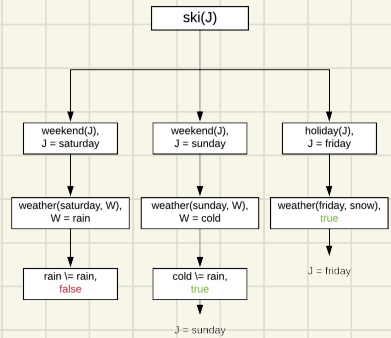 ski(J)
weekend(J),
J = saturday
weekend(J),
J = sunday
holiday(J),
J = friday
weather(saturday, W),
W = rain
weather(sunday, W),
W = cold
weather(friday, snow),
true
rain \= rain,
false
cold \= rain,
true
J = friday
J = sunday